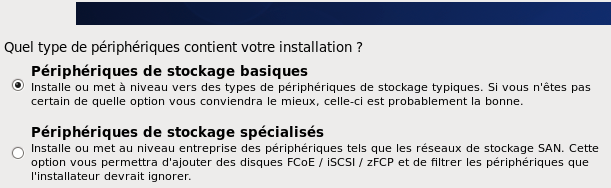 Quel type de périphériques contient votre installation ?
Périphériques de stockage basiques
Installe ou met à niveau vers des types de périphériques de stockage typiques. Si vous n'êtes pas
certain de quelle option vous conviendra le mieux, celle-ci est probablement la bonne.
Périphériques de stockage spécialisés
Installe ou met au niveau entreprise des périphériques tels que les réseaux de stockage SAN. Cette
option vous permettra d'ajouter des disques FCoE / iSCSI / zFCP et de filtrer les périphériques que
l'installateur devrait ignorer.